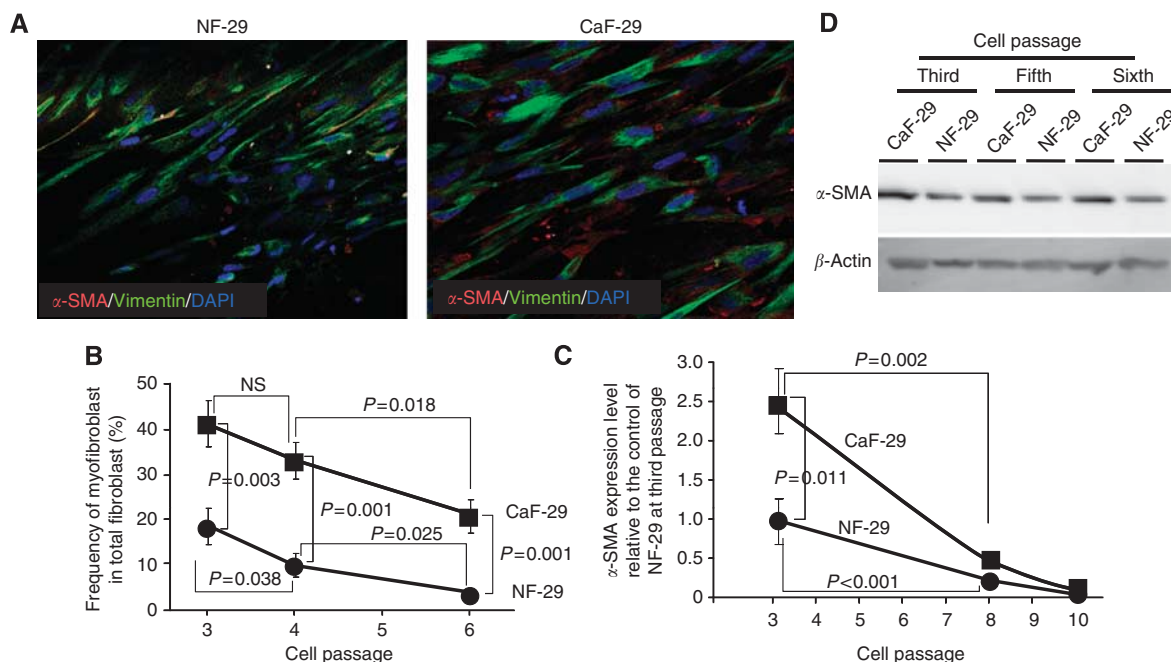 A
NF-29
CaF-29
α-SMA/Vimentin/DAPI
α-SMA/Vimentin/DAPI
D
Cell passage
Third Fifth Sixth
CaF-29 NF-29 CaF-29 NF-29 CaF-29 NF-29
α-SMA
β-Actin
B
Frequency of myofibroblast
in total fibroblast (%)
50
40
30
20
10
0
NS
P=0.018
P=0.003
P=0.001
P=0.025
P=0.038
CaF-29
P=0.001
NF-29
3 4 5 6
Cell passage
C
α-SMA expression level
relative to the control of
NF-29 at third passage
3.0
2.5
2.0
1.5
1.0
0.5
0.0
P=0.002
CaF-29
P=0.011
NF-29
P<0.001
3 4 5 6 7 8 9 10
Cell passage